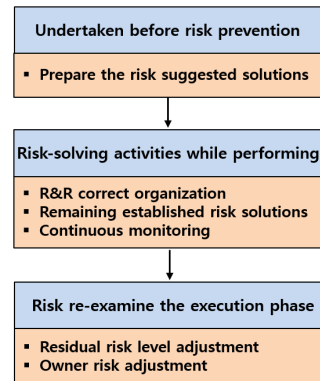 Undertaken before risk prevention
▪ Prepare the risk suggested solutions
Risk-solving activities while performing
▪ R&R correct organization
▪ Remaining established risk solutions
▪ Continuous monitoring
Risk re-examine the execution phase
▪ Residual risk level adjustment
▪ Owner risk adjustment